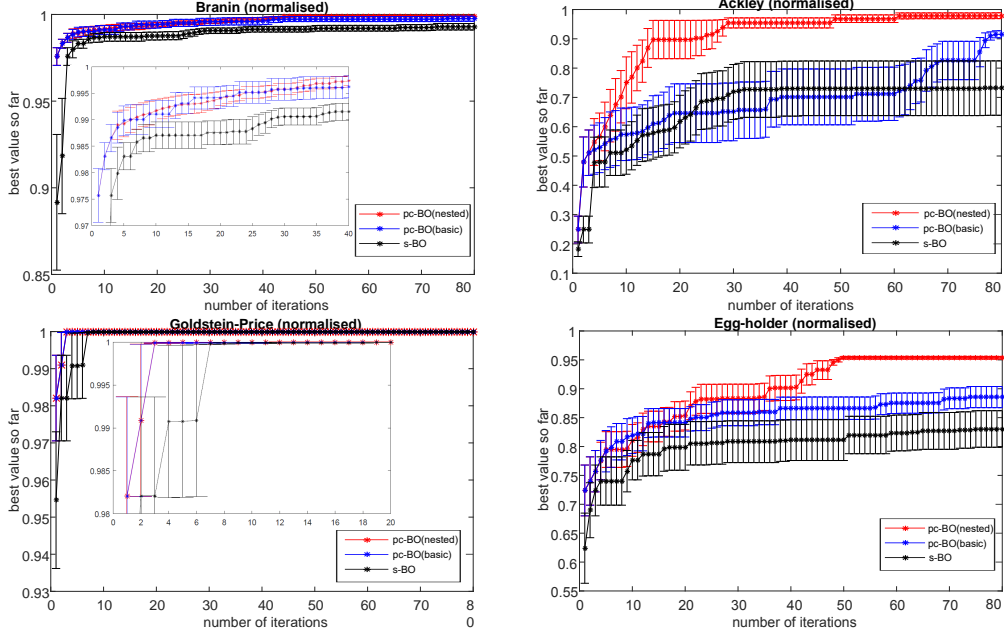 Branin (normalised)
1
0.95
0.9
0.85
best value so far
1
0.995
0.99
0.985
0.98
0.975
0.97
0 5 10 15 20 25 30 35 40
pc-BO(nested)
pc-BO(basic)
s-BO
0 10 20 30 40 50 60 70 80
number of iterations
Ackley (normalised)
1
0.9
0.8
0.7
0.6
0.5
0.4
0.3
0.2
0.1
best value so far
pc-BO(nested)
pc-BO(basic)
s-BO
0 10 20 30 40 50 60 70 80
number of iterations
Goldstein-Price (normalised)
1
0.99
0.98
0.97
0.96
0.95
0.94
0.93
best value so far
1
0.995
0.99
0.985
0.98
0 2 4 6 8 10 12 14 16 18 20
pc-BO(nested)
pc-BO(basic)
s-BO
0 10 20 30 40 50 60 70 80
0
number of iterations
Egg-holder (normalised)
0.95
0.9
0.85
0.8
0.75
0.7
0.65
0.6
0.55
best value so far
pc-BO(nested)
pc-BO(basic)
s-BO
0 10 20 30 40 50 60 70 80
number of iterations